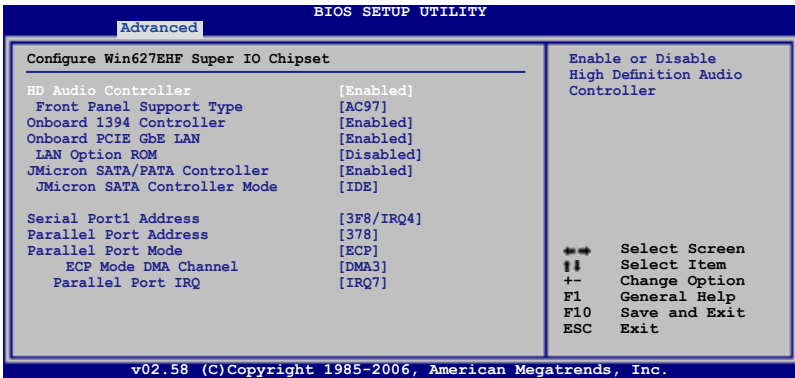 BIOS SETUP UTILITY
Advanced
Configure Win627EHF Super IO Chipset
HD Audio Controller [Enabled]
Front Panel Support Type [AC97]
Onboard 1394 Controller [Enabled]
Onboard PCIE GbE LAN [Enabled]
LAN Option ROM [Disabled]
JMicron SATA/PATA Controller [Enabled]
JMicron SATA Controller Mode [IDE]
Serial Port1 Address [3F8/IRQ4]
Parallel Port Address [378]
Parallel Port Mode [ECP]
ECP Mode DMA Channel [DMA3]
Parallel Port IRQ [IRQ7]
Enable or Disable
High Definition Audio
Controller
←→ Select Screen
↑↓ Select Item
+- Change Option
F1 General Help
F10 Save and Exit
ESC Exit
v02.58 (C)Copyright 1985-2006, American Megatrends, Inc.